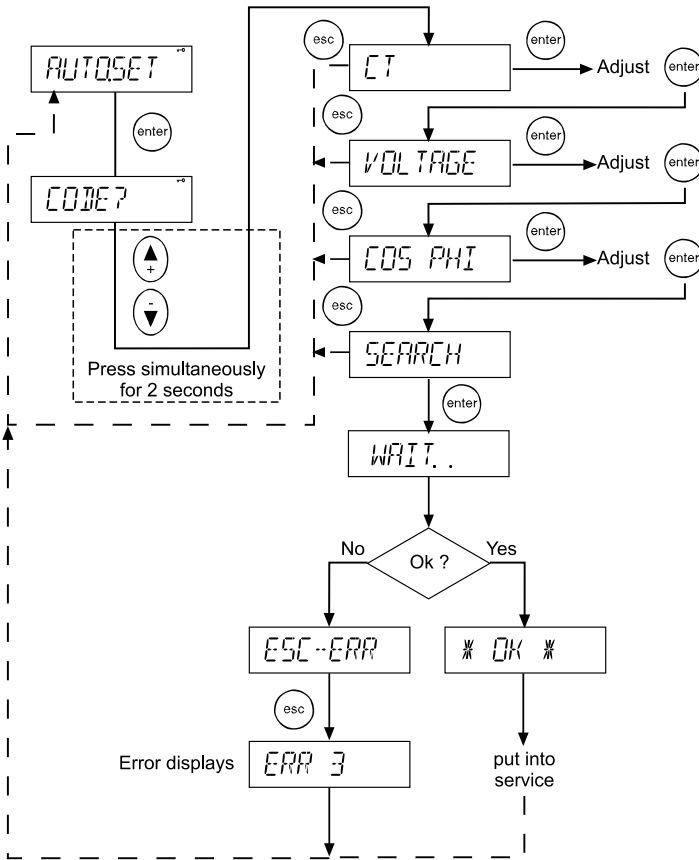 AUTO.SET
enter
CODE?
+
-
Press simultaneously
for 2 seconds
esc
CT
enter
Adjust
enter
esc
VOLTAGE
enter
Adjust
enter
esc
COS PHI
enter
Adjust
enter
esc
SEARCH
enter
WAIT..
No
Ok ?
Yes
ESC-ERR
* OK *
esc
Error displays
ERR 3
put into
service